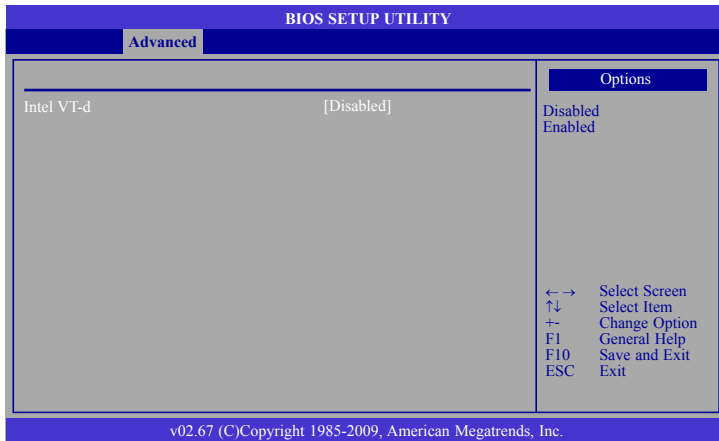 BIOS SETUP UTILITY
Advanced
Intel VT-d [Disabled]
Options
Disabled
Enabled
←→ Select Screen
↑↓ Select Item
+- Change Option
F1 General Help
F10 Save and Exit
ESC Exit
v02.67 (C)Copyright 1985-2009, American Megatrends, Inc.